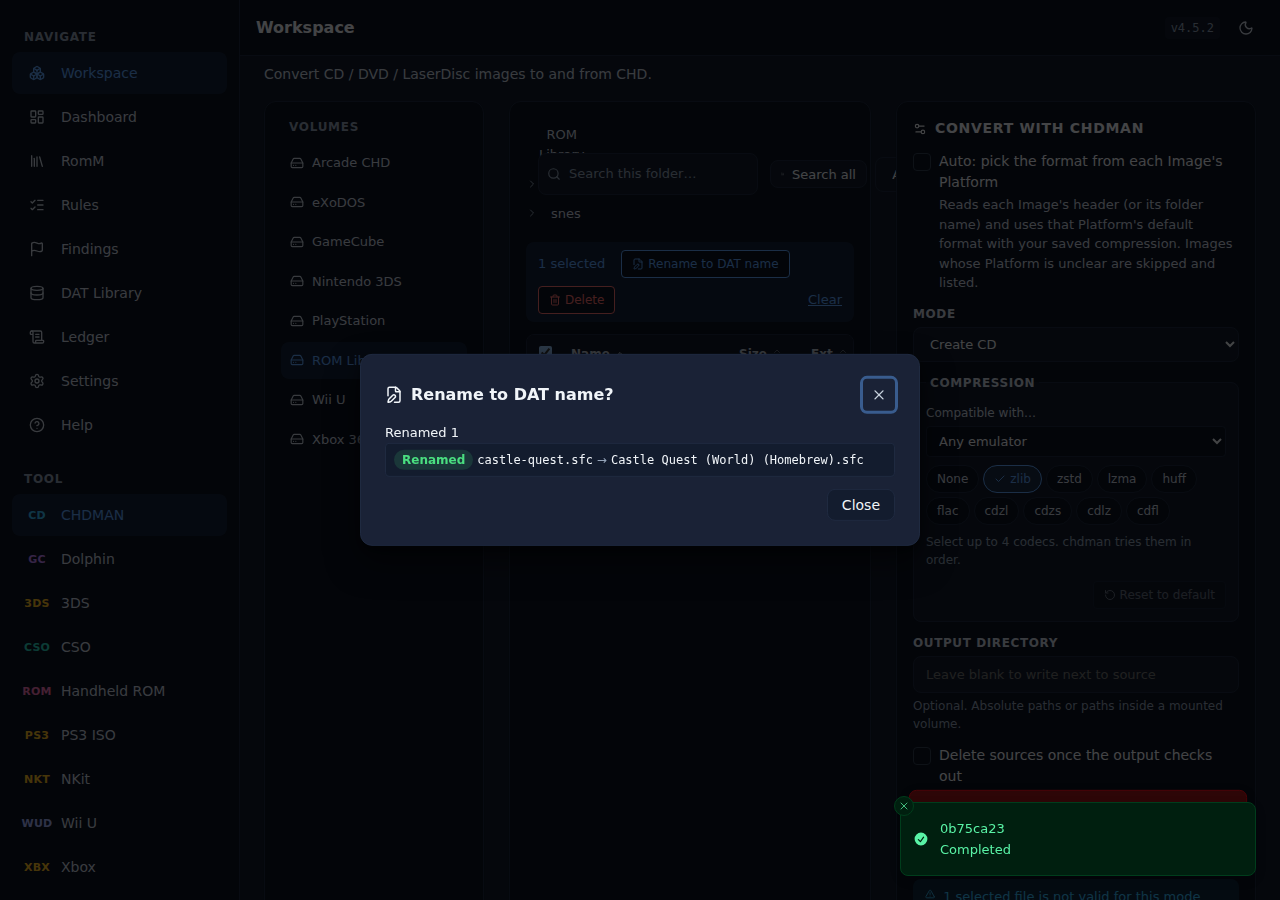 NAVIGATE
Workspace
Dashboard
RomM
Rules
Findings
DAT Library
Ledger
Settings
Help
TOOL
CD CHDMAN
GC Dolphin
3DS 3DS
CSO CSO
ROM Handheld ROM
PS3 PS3 ISO
NKT NKit
WUD Wii U
XBX Xbox
Workspace
v4.5.2
Convert CD / DVD / LaserDisc images to and from CHD.
VOLUMES
Arcade CHD
eXoDOS
GameCube
Nintendo 3DS
PlayStation
ROM Lib
Wii U
Xbox 36
ROM
Library
Search this folder...
Search all
snes
1 selected
Rename to DAT name
Delete
Clear
Name
Size
Ext
Rename to DAT name?
Renamed 1
Renamed castle-quest.sfc → Castle Quest (World) (Homebrew).sfc
Close
CONVERT WITH CHDMAN
Auto: pick the format from each Image's
Platform
Reads each Image's header (or its folder
name) and uses that Platform's default
format with your saved compression. Images
whose Platform is unclear are skipped and
listed.
MODE
Create CD
COMPRESSION
Compatible with...
Any emulator
None zlib zstd lzma huff
flac cdzl cdzs cdlz cdfl
Select up to 4 codecs. chdman tries them in
order.
Reset to default
OUTPUT DIRECTORY
Leave blank to write next to source
Optional. Absolute paths or paths inside a mounted
volume.
Delete sources once the output checks
out
0b75ca23
Completed
1 selected file is not valid for this mode